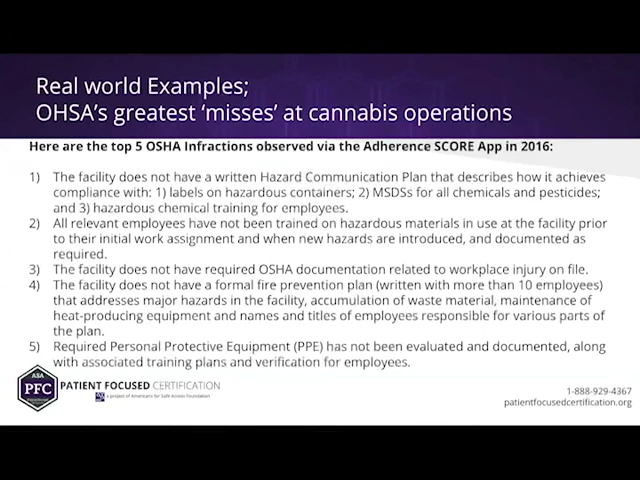 Real world Examples;
OHSA's greatest 'misses' at cannabis operations
Here are the top 5 OSHA Infractions observed via the Adherence SCORE App in 2016:
1) The facility does not have a written Hazard Communication Plan that describes how it achieves
compliance with: 1) labels on hazardous containers; 2) MSDSs for all chemicals and pesticides;
and 3) hazardous chemical training for employees.
2) All relevant employees have not been trained on hazardous materials in use at the facility prior
to their initial work assignment and when new hazards are introduced, and documented as
required.
3) The facility does not have required OSHA documentation related to workplace injury on file.
4) The facility does not have a formal fire prevention plan (written with more than 10 employees)
that addresses major hazards in the facility, accumulation of waste material, maintenance of
heat-producing equipment and names and titles of employees responsible for various parts of
the plan.
5) Required Personal Protective Equipment (PPE) has not been evaluated and documented, along
with associated training plans and verification for employees.
ASA
PFC
PATIENT FOCUSED CERTIFICATION
a project of Americans for Safe Access Foundation
1-888-929-4367
patientfocusedcertification.org